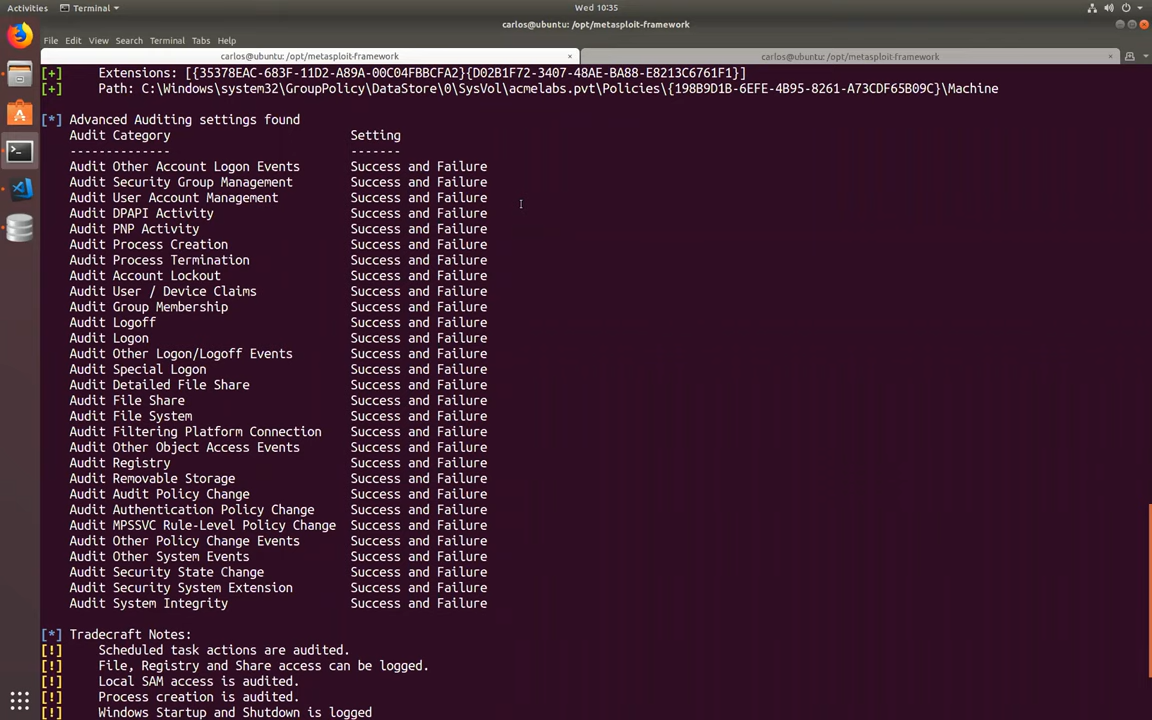 Activities
Terminal
Wed 10:35
carlos@ubuntu: /opt/metasploit-framework
File Edit View Search Terminal Tabs Help
carlos@ubuntu: /opt/metasploit-framework × carlos@ubuntu: /opt/metasploit-framework ×
[+] Extensions: [{35378EAC-683F-11D2-A89A-00C04FBBCFA2}{D02B1F72-3407-48AE-BA88-E8213C6761F1}]
[+] Path: C:\Windows\system32\GroupPolicy\DataStore\0\SysVol\acmelabs.pvt\Policies\{198B9D1B-6EFE-4B95-8261-A73CDF65B09C}\Machine
[*] Advanced Auditing settings found
Audit Category Setting
-------------- -------
Audit Other Account Logon Events Success and Failure
Audit Security Group Management Success and Failure
Audit User Account Management Success and Failure
Audit DPAPI Activity Success and Failure
Audit PNP Activity Success and Failure
Audit Process Creation Success and Failure
Audit Process Termination Success and Failure
Audit Account Lockout Success and Failure
Audit User / Device Claims Success and Failure
Audit Group Membership Success and Failure
Audit Logoff Success and Failure
Audit Logon Success and Failure
Audit Other Logon/Logoff Events Success and Failure
Audit Special Logon Success and Failure
Audit Detailed File Share Success and Failure
Audit File Share Success and Failure
Audit File System Success and Failure
Audit Filtering Platform Connection Success and Failure
Audit Other Object Access Events Success and Failure
Audit Registry Success and Failure
Audit Removable Storage Success and Failure
Audit Audit Policy Change Success and Failure
Audit Authentication Policy Change Success and Failure
Audit MPSSVC Rule-Level Policy Change Success and Failure
Audit Other Policy Change Events Success and Failure
Audit Other System Events Success and Failure
Audit Security State Change Success and Failure
Audit Security System Extension Success and Failure
Audit System Integrity Success and Failure
[*] Tradecraft Notes:
[!] Scheduled task actions are audited.
[!] File, Registry and Share access can be logged.
[!] Local SAM access is audited.
[!] Process creation is audited.
[!] Windows Startup and Shutdown is logged